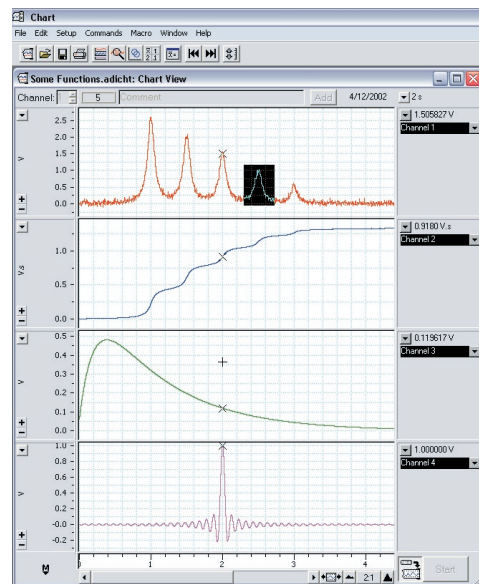 Chart
File Edit Setup Commands Macro Window Help
Some Functions.adicht: Chart View
Channel: 5 Comment Add 4/12/2002 2 s
2.5
2.0
1.5
1.0
0.5
0.0
V
1.505827 V
Channel 1
1.0
0.0
V.s
0.9180 V.s
Channel 2
0.5
0.4
0.3
0.2
0.1
0.0
V
0.119617 V
Channel 3
1.0
0.8
0.6
0.4
0.2
-0.0
-0.2
V
1.000000 V
Channel 4
0 1 2 3 4
M
2:1
Start